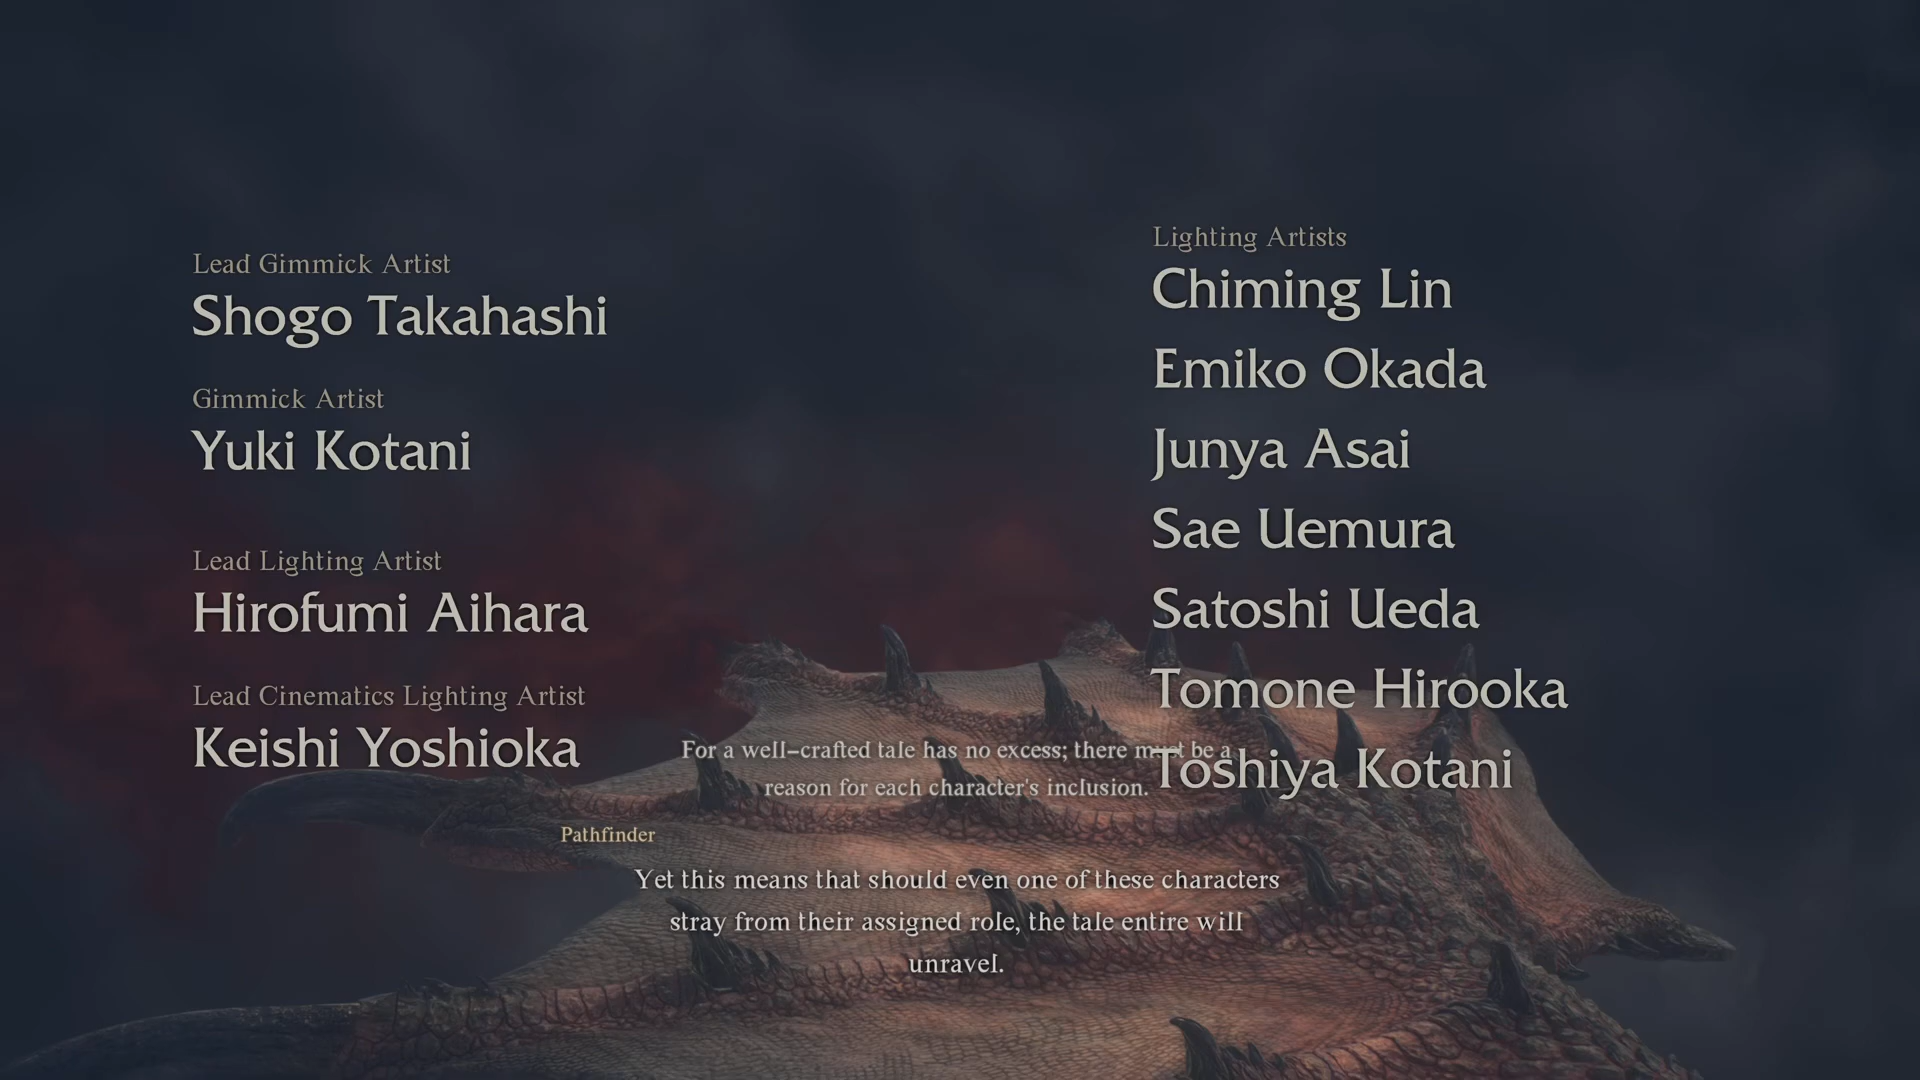 Lead Gimmick Artist
Shogo Takahashi
Gimmick Artist
Yuki Kotani
Lead Lighting Artist
Hirofumi Aihara
Lead Cinematics Lighting Artist
Keishi Yoshioka
Lighting Artists
Chiming Lin
Emiko Okada
Junya Asai
Sae Uemura
Satoshi Ueda
Tomone Hirooka
Toshiya Kotani
For a well-crafted tale has no excess; there must be a
reason for each character's inclusion.
Pathfinder
Yet this means that should even one of these characters
stray from their assigned role, the tale entire will
unravel.